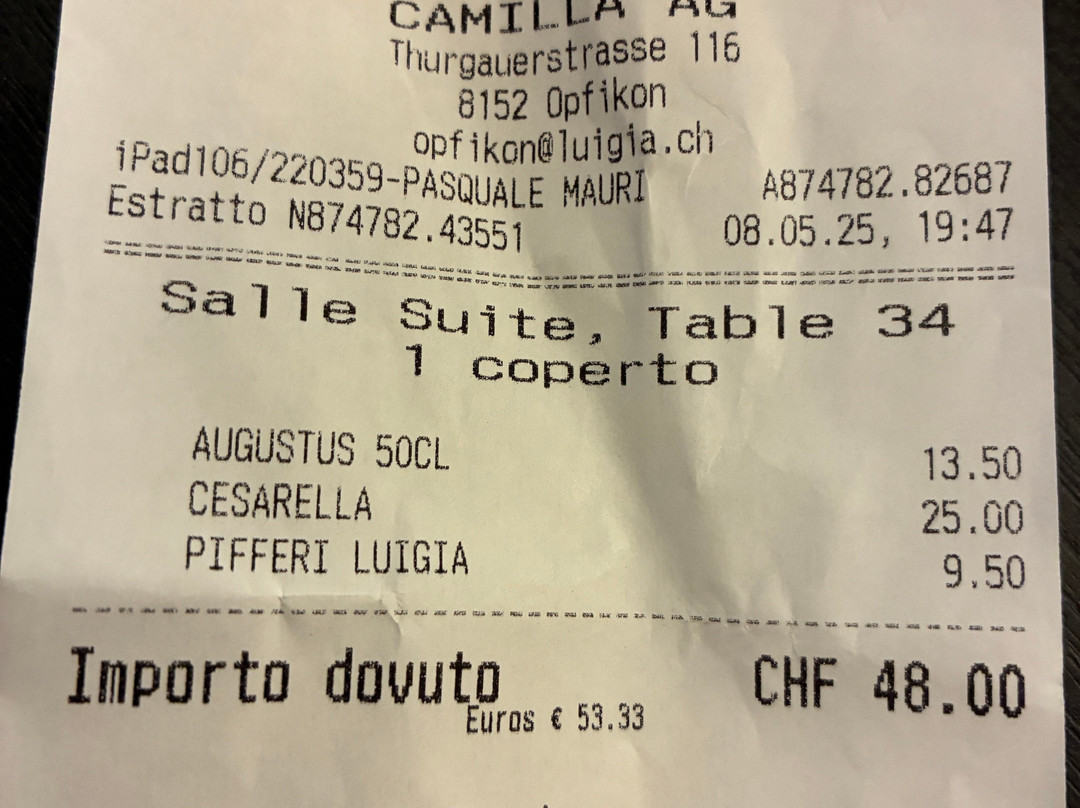 CAMILLA AG
Thurgauerstrasse 116
8152 Opfikon
opfikon@luigia.ch
iPad106/220359-PASQUALE MAURI A874782.82687
Estratto N874782.43551 08.05.25, 19:47
Salle Suite, Table 34
1 coperto
AUGUSTUS 50CL 13.50
CESARELLA 25.00
PIFFERI LUIGIA 9.50
Importo dovuto CHF 48.00
Euros € 53.33